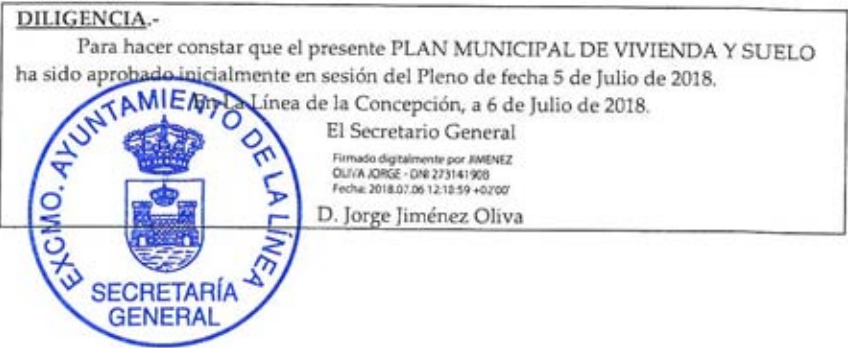 DILIGENCIA.-
Para hacer constar que el presente PLAN MUNICIPAL DE VIVIENDA Y SUELO
ha sido aprobado inicialmente en sesión del Pleno de fecha 5 de Julio de 2018.
En La Línea de la Concepción, a 6 de Julio de 2018.
El Secretario General
Firmado digitalmente por JIMENEZ
OLIVA JORGE - DNI 27314190B
Fecha: 2018.07.06 12:18:59 +02'00'
D. Jorge Jiménez Oliva
EXCMO. AYUNTAMIENTO DE LA LÍNEA
SECRETARÍA
GENERAL